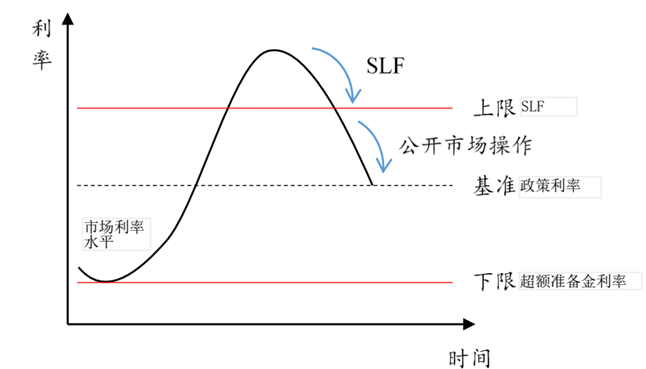 利
率
SLF
上限 SLF
公开市场操作
基准 政策利率
市场利率
水平
下限 超额准备金利率
时间